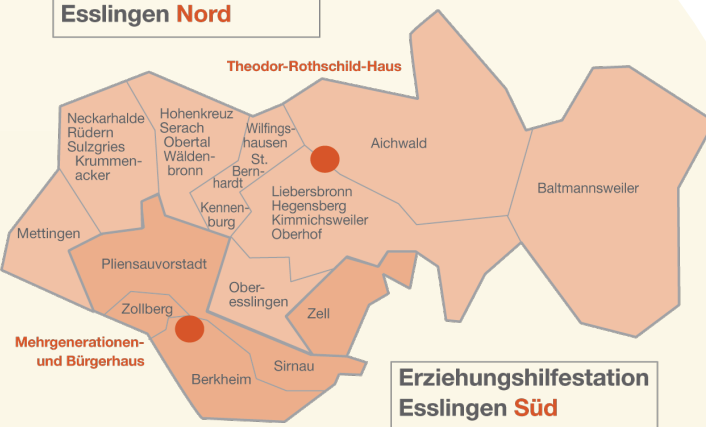 Esslingen Nord
Theodor-Rothschild-Haus
Neckarhalde
Rüdern
Sulzgries
Krummen-
acker
Hohenkreuz
Serach
Obertal
Wälden-
bronn
Wilfings-
hausen
St.
Bern-
hardt
Kennen-
burg
Aichwald
Liebersbronn
Hegensberg
Kimmichsweiler
Oberhof
Baltmannsweiler
Mettingen
Pliensauvorstadt
Ober-
esslingen
Zollberg
Zell
Mehrgenerationen-
und Bürgerhaus
Berkheim
Sirnau
Erziehungshilfestation
Esslingen Süd